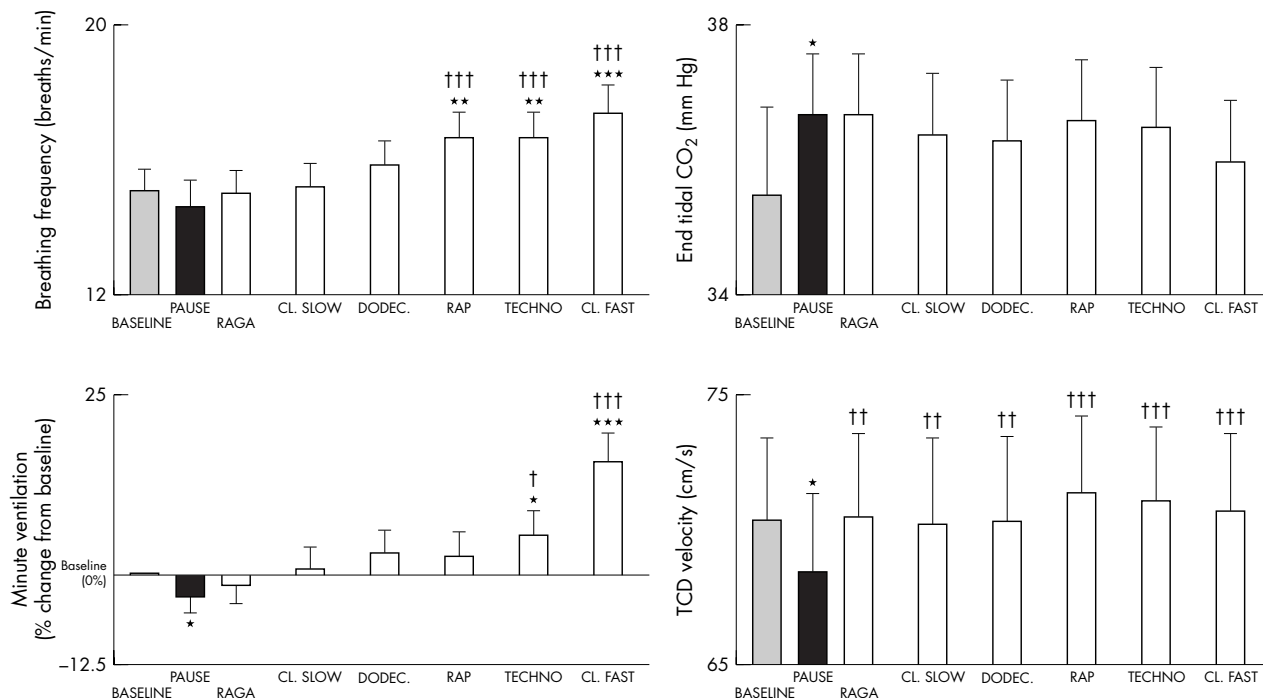 Breathing frequency (breaths/min)
20
12
††† ††† †††
★★ ★★ ★★★
PAUSE CL. SLOW DODEC. RAP TECHNO CL. FAST
BASELINE RAGA
End tidal CO₂ (mm Hg)
38
34
★
PAUSE CL. SLOW DODEC. RAP TECHNO CL. FAST
BASELINE RAGA
Minute ventilation
(% change from baseline)
25
Baseline
(0%)
–12.5
†††
★★★
†
★
★
PAUSE CL. SLOW DODEC. RAP TECHNO CL. FAST
BASELINE RAGA
TCD velocity (cm/s)
75
65
★ †† †† †† ††† ††† †††
PAUSE CL. SLOW DODEC. RAP TECHNO CL. FAST
BASELINE RAGA